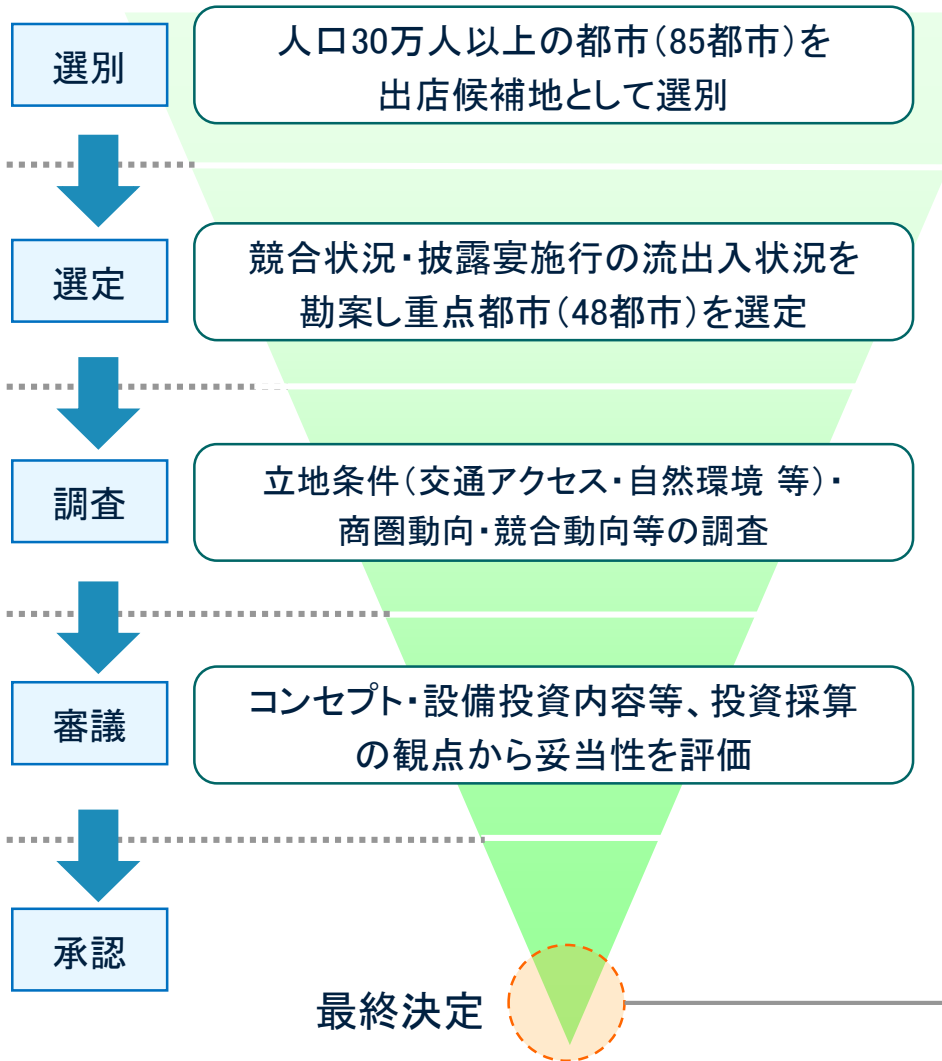 選別
人口30万人以上の都市(85都市)を
出店候補地として選別
選定
競合状況・披露宴施行の流出入状況を
勘案し重点都市(48都市)を選定
調査
立地条件(交通アクセス・自然環境 等)・
商圏動向・競合動向等の調査
審議
コンセプト・設備投資内容等、投資採算
の観点から妥当性を評価
承認
最終決定